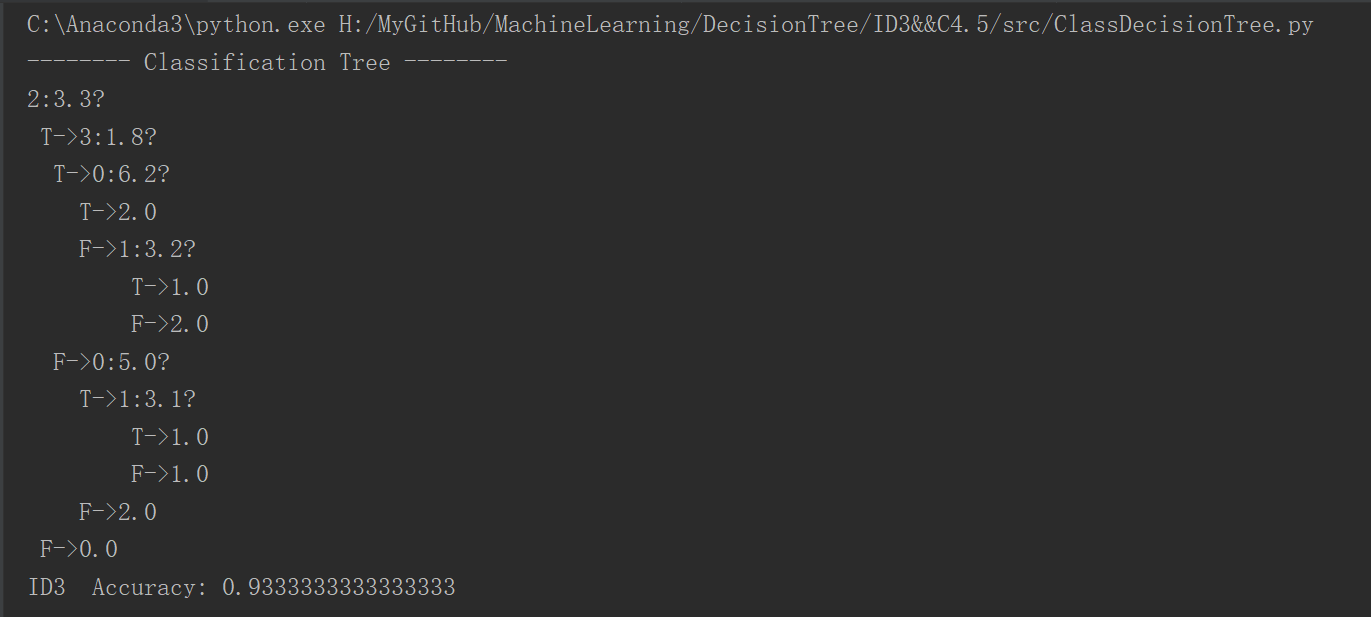 C:\Anaconda3\python.exe H:/MyGitHub/MachineLearning/DecisionTree/ID3&&C4.5/src/ClassDecisionTree.py
-------- Classification Tree --------
2:3.3?
T->3:1.8?
T->0:6.2?
T->2.0
F->1:3.2?
T->1.0
F->2.0
F->0:5.0?
T->1:3.1?
T->1.0
F->1.0
F->2.0
F->0.0
ID3  Accuracy: 0.9333333333333333